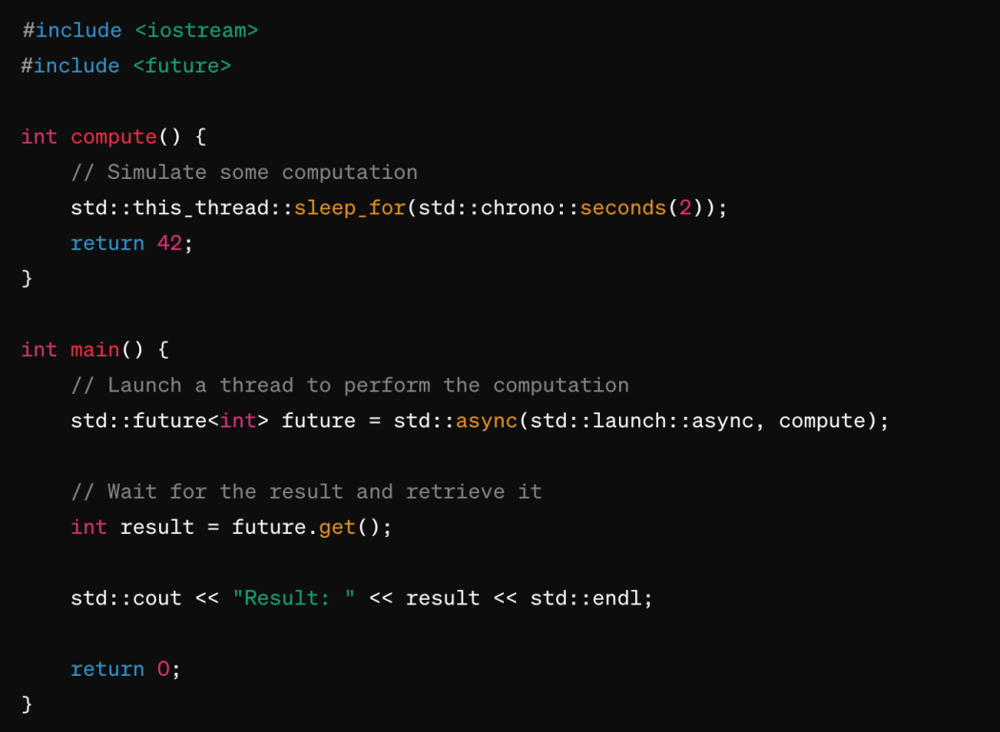 #include <iostream>
#include <future>

int compute() {
    // Simulate some computation
    std::this_thread::sleep_for(std::chrono::seconds(2));
    return 42;
}

int main() {
    // Launch a thread to perform the computation
    std::future<int> future = std::async(std::launch::async, compute);

    // Wait for the result and retrieve it
    int result = future.get();

    std::cout << "Result: " << result << std::endl;

    return 0;
}